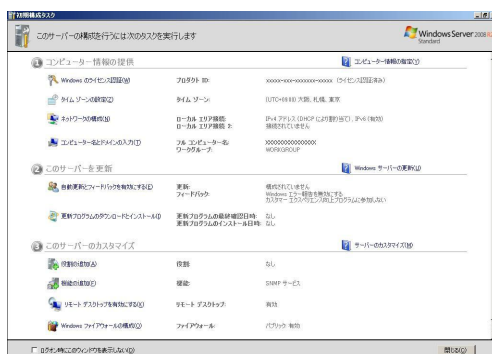 初期構成タスク
このサーバーの構成を行うには次のタスクを実行します
Windows Server 2008 R2
Standard
1 コンピューター情報の提供
コンピューター情報の指定(Y)
Windows のライセンス認証(W)
プロダクト ID:
xxxxx-xxx-xxxxxxx-xxxxx (ライセンス認証済み)
タイム ゾーンの設定(Z)
タイム ゾーン:
(UTC+09:00) 大阪、札幌、東京
ネットワークの構成(N)
ローカル エリア接続:
IPv4 アドレス (DHCP により割り当て)、IPv6 (有効)
ローカル エリア接続 2:
接続されていません
コンピューター名とドメインの入力(T)
フル コンピューター名:
ワークグループ:
WORKGROUP
2 このサーバーを更新
Windows サーバーの更新(U)
自動更新とフィードバックを有効にする(E)
更新:
構成されていません
フィードバック:
Windows エラー報告を無効にする
カスタマー エクスペリエンス向上プログラムに参加しない
更新プログラムのダウンロードとインストール(I)
更新プログラムの最終確認日時:
なし
更新プログラムのインストール日時:
なし
3 このサーバーのカスタマイズ
サーバーのカスタマイズ(M)
役割の追加(A)
役割:
なし
機能の追加(F)
機能:
SNMP サービス
リモート デスクトップを有効にする(X)
リモート デスクトップ:
有効
Windows ファイアウォールの構成(O)
ファイアウォール:
パブリック: 有効
ログオン時にこのウィンドウを表示しない(D)
閉じる(C)